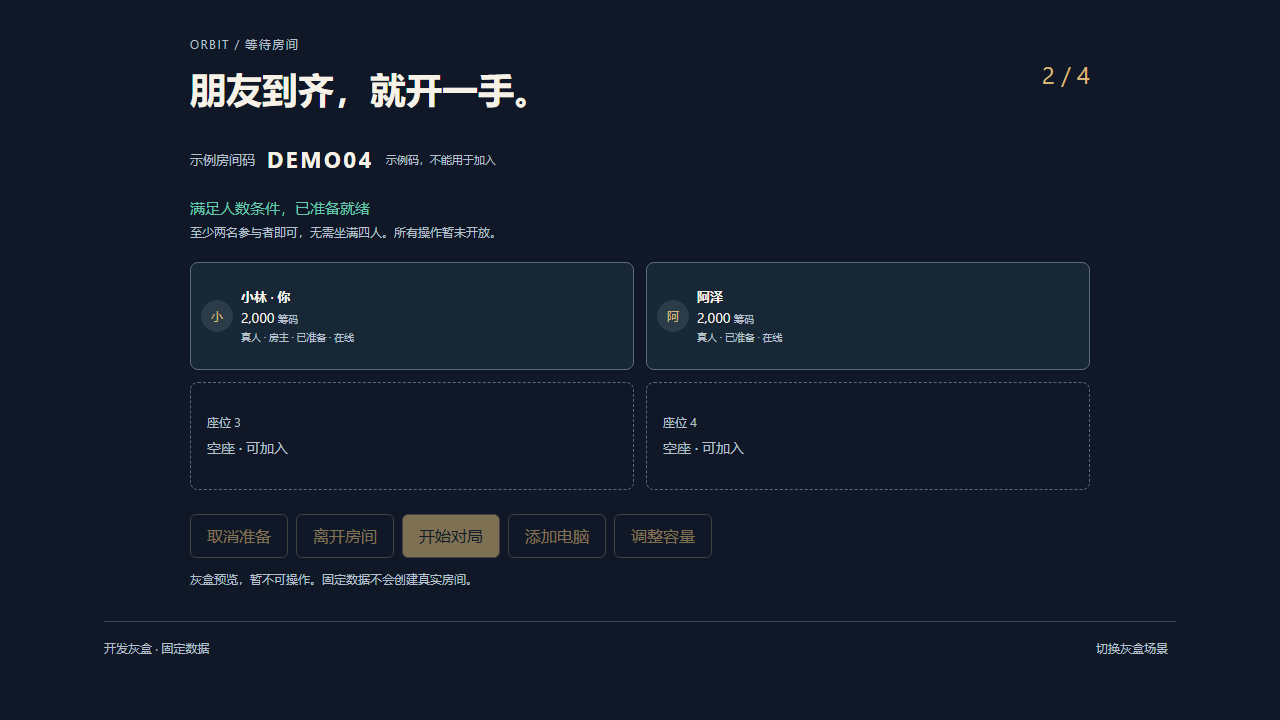 ORBIT / 等待房间
朋友到齐，就开一手。
2 / 4
示例房间码 DEMO04 示例码，不能用于加入
满足人数条件，已准备就绪
至少两名参与者即可，无需坐满四人。所有操作暂未开放。
小
小林 · 你
2,000 筹码
真人 · 房主 · 已准备 · 在线
阿
阿泽
2,000 筹码
真人 · 已准备 · 在线
座位 3
空座 · 可加入
座位 4
空座 · 可加入
取消准备 离开房间 开始对局 添加电脑 调整容量
灰盒预览，暂不可操作。固定数据不会创建真实房间。
开发灰盒 · 固定数据
切换灰盒场景